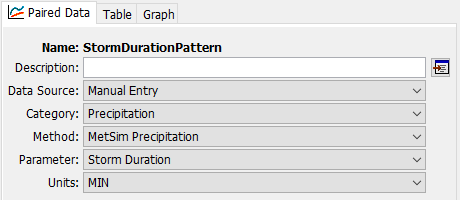 Paired Data Table Graph
Name: StormDurationPattern
Description:
Data Source: Manual Entry
Category: Precipitation
Method: MetSim Precipitation
Parameter: Storm Duration
Units: MIN